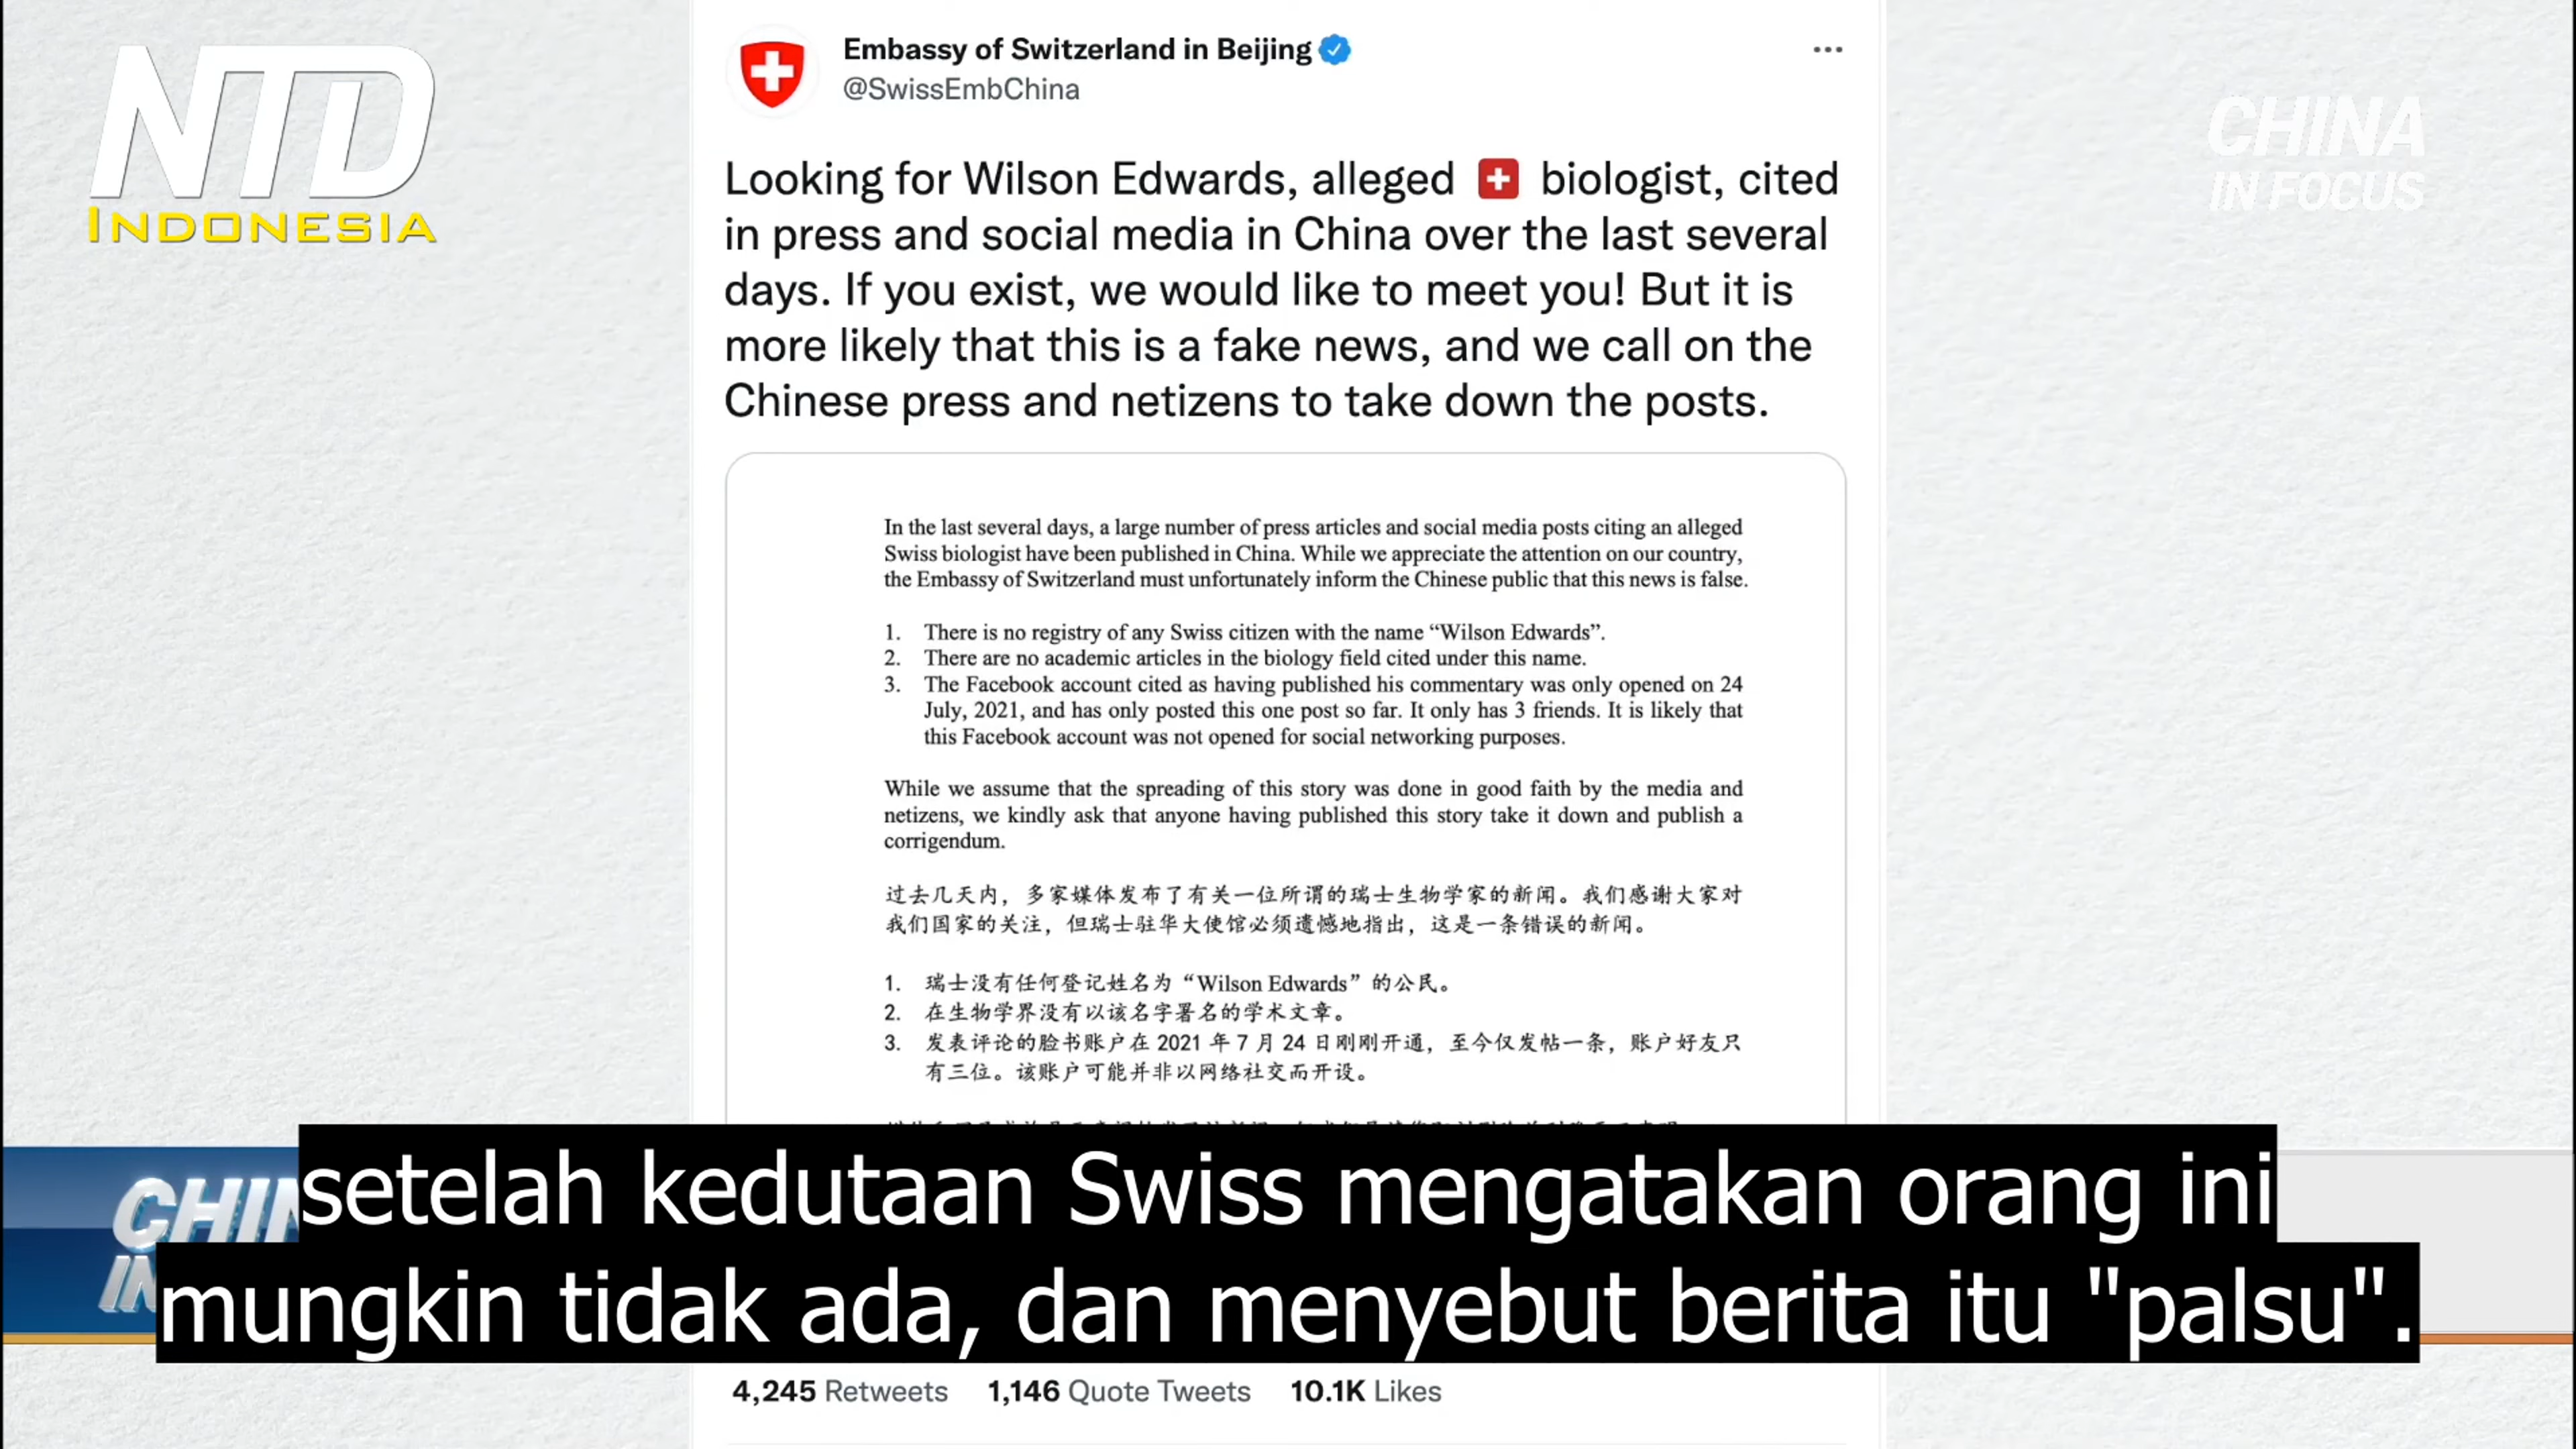 NTD
INDONESIA
CHINA
IN FOCUS
Embassy of Switzerland in Beijing
@SwissEmbChina
Looking for Wilson Edwards, alleged 🇨🇭 biologist, cited
in press and social media in China over the last several
days. If you exist, we would like to meet you! But it is
more likely that this is a fake news, and we call on the
Chinese press and netizens to take down the posts.
In the last several days, a large number of press articles and social media posts citing an alleged
Swiss biologist have been published in China. While we appreciate the attention on our country,
the Embassy of Switzerland must unfortunately inform the Chinese public that this news is false.
1. There is no registry of any Swiss citizen with the name “Wilson Edwards”.
2. There are no academic articles in the biology field cited under this name.
3. The Facebook account cited as having published his commentary was only opened on 24
July, 2021, and has only posted this one post so far. It only has 3 friends. It is likely that
this Facebook account was not opened for social networking purposes.
While we assume that the spreading of this story was done in good faith by the media and
netizens, we kindly ask that anyone having published this story take it down and publish a
corrigendum.
过去几天内，多家媒体发布了有关一位所谓的瑞士生物学家的新闻。我们感谢大家对
我们国家的关注，但瑞士驻华大使馆必须遗憾地指出，这是一条错误的新闻。
1. 瑞士没有任何登记姓名为“Wilson Edwards”的公民。
2. 在生物学界没有以该名字署名的学术文章。
3. 发表评论的脸书账户在 2021 年 7 月 24 日刚刚开通，至今仅发帖一条，账户好友只
有三位。该账户可能并非以网络社交而开设。
setelah kedutaan Swiss mengatakan orang ini
mungkin tidak ada, dan menyebut berita itu "palsu".
4,245 Retweets 1,146 Quote Tweets 10.1K Likes